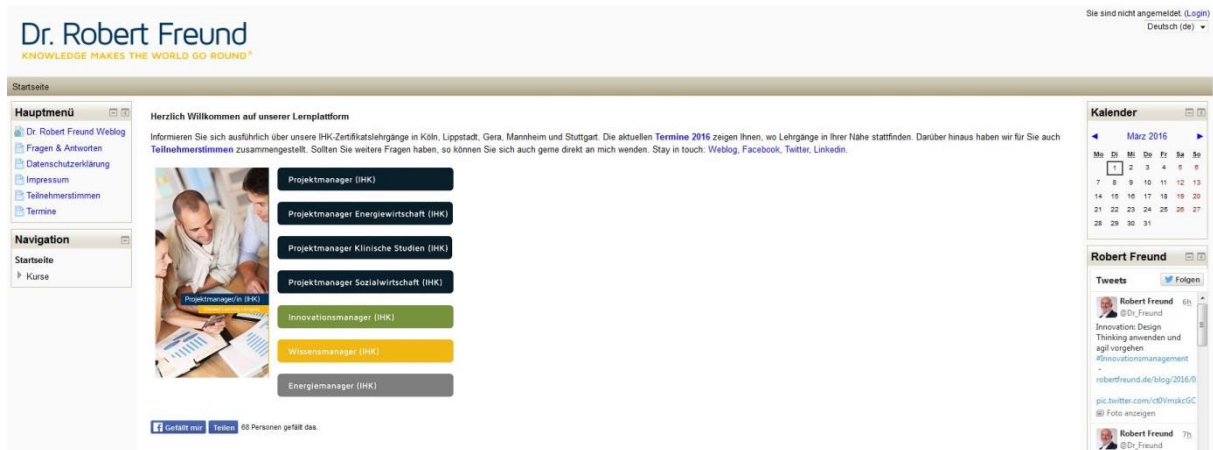 Sie sind nicht angemeldet. (Login)
Deutsch (de)
Dr. Robert Freund
KNOWLEDGE MAKES THE WORLD GO ROUND®
Startseite
Hauptmenü
Dr. Robert Freund Weblog
Fragen & Antworten
Datenschutzerklärung
Impressum
Teilnehmerstimmen
Termine
Navigation
Startseite
Kurse
Herzlich Willkommen auf unserer Lernplattform
Informieren Sie sich ausführlich über unsere IHK-Zertifikatslehrgänge in Köln, Lippstadt, Gera, Mannheim und Stuttgart. Die aktuellen Termine 2016 zeigen Ihnen, wo Lehrgänge in Ihrer Nähe stattfinden. Darüber hinaus haben wir für Sie auch
Teilnehmerstimmen zusammengestellt. Sollten Sie weitere Fragen haben, so können Sie sich auch gerne direkt an mich wenden. Stay in touch: Weblog, Facebook, Twitter, Linkedin.
Projektmanager/in (IHK)
Projektmanager (IHK)
Projektmanager Energiewirtschaft (IHK)
Projektmanager Klinische Studien (IHK)
Projektmanager Sozialwirtschaft (IHK)
Innovationsmanager (IHK)
Wissensmanager (IHK)
Energiemanager (IHK)
Gefällt mir Teilen 68 Personen gefällt das.
Kalender
März 2016
Mo Di Mi Do Fr Sa So
1 2 3 4 5 6
7 8 9 10 11 12 13
14 15 16 17 18 19 20
21 22 23 24 25 26 27
28 29 30 31
Robert Freund
Tweets Folgen
Robert Freund 6h
@Dr_Freund
Innovation: Design
Thinking anwenden und
agil vorgehen
#Innovationsmanagement
-
robertfreund.de/blog/2016/0
pic.twitter.com/ct0VmskcGC
Foto anzeigen
Robert Freund 7h
@Dr_Freund